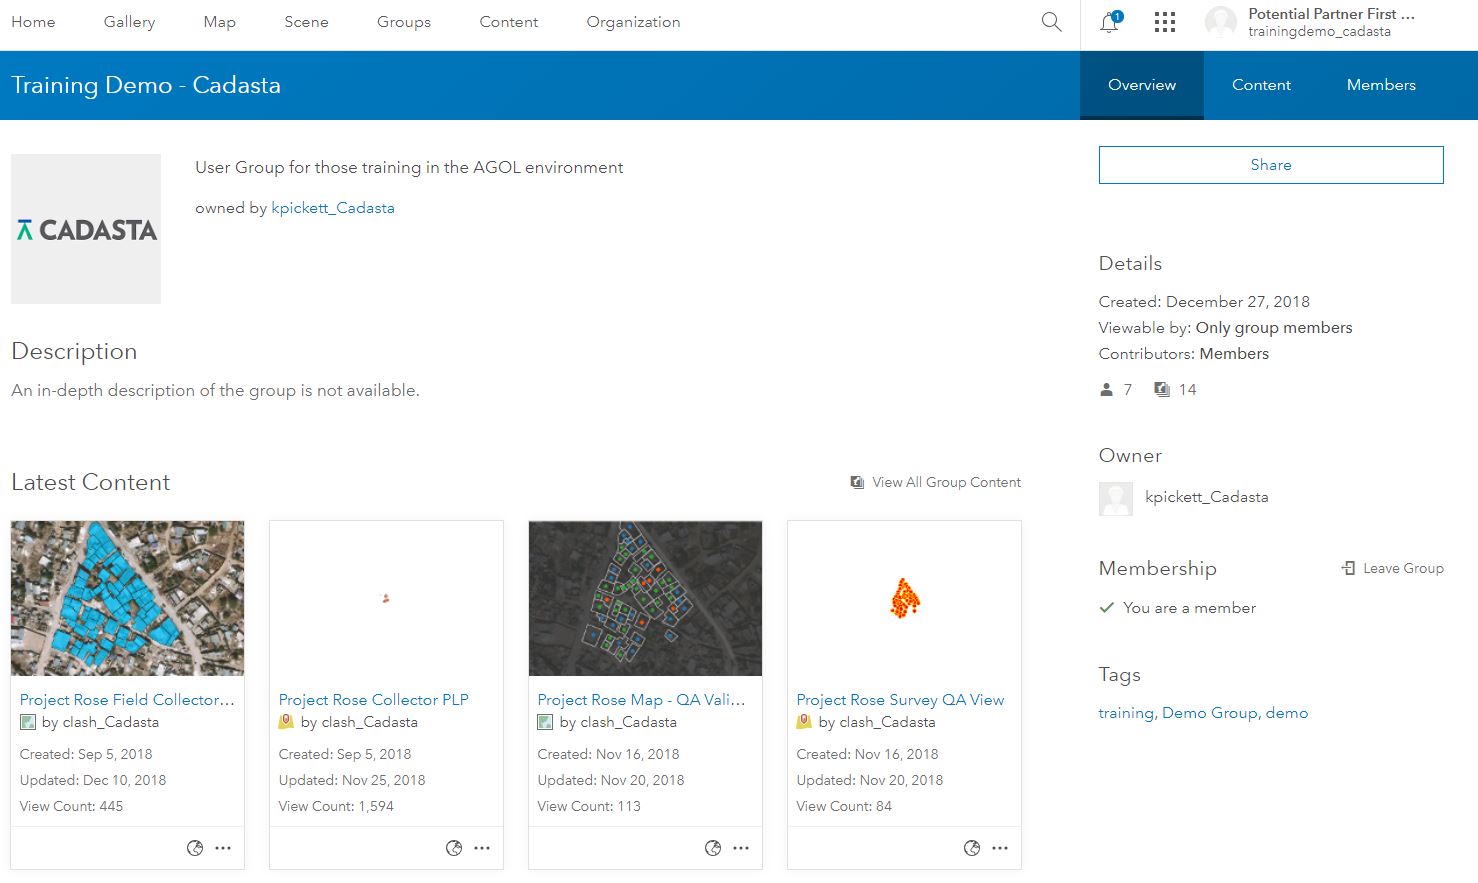 Home Gallery Map Scene Groups Content Organization
1
Potential Partner First ...
trainingdemo_cadasta
Training Demo - Cadasta
Overview Content Members
CADASTA
User Group for those training in the AGOL environment
owned by kpickett_Cadasta
Description
An in-depth description of the group is not available.
Latest Content
View All Group Content
Project Rose Field Collector...
by clash_Cadasta
Created: Sep 5, 2018
Updated: Dec 10, 2018
View Count: 445
Project Rose Collector PLP
by clash_Cadasta
Created: Sep 5, 2018
Updated: Nov 25, 2018
View Count: 1,594
Project Rose Map - QA Vali...
by clash_Cadasta
Created: Nov 16, 2018
Updated: Nov 20, 2018
View Count: 113
Project Rose Survey QA View
by clash_Cadasta
Created: Nov 16, 2018
Updated: Nov 20, 2018
View Count: 84
Share
Details
Created: December 27, 2018
Viewable by: Only group members
Contributors: Members
7 14
Owner
kpickett_Cadasta
Membership
Leave Group
You are a member
Tags
training, Demo Group, demo